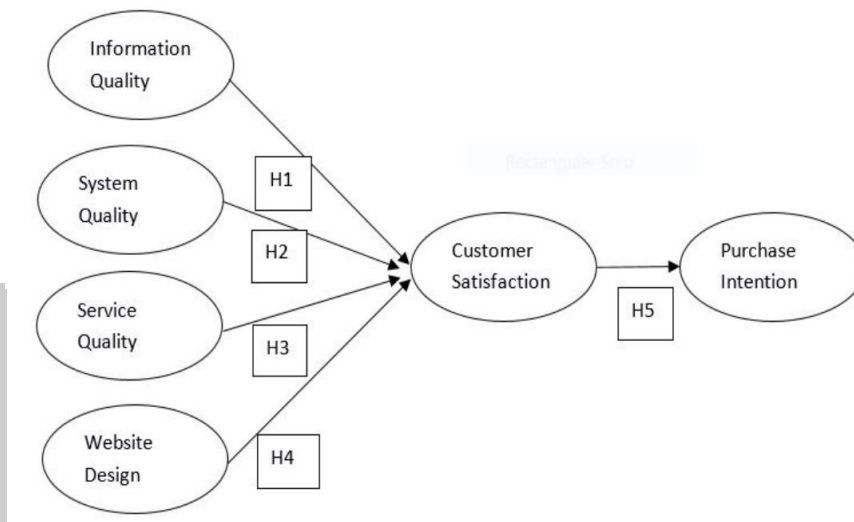 Information
Quality
System
Quality
Service
Quality
Website
Design
H1
H2
H3
H4
Customer
Satisfaction
H5
Purchase
Intention